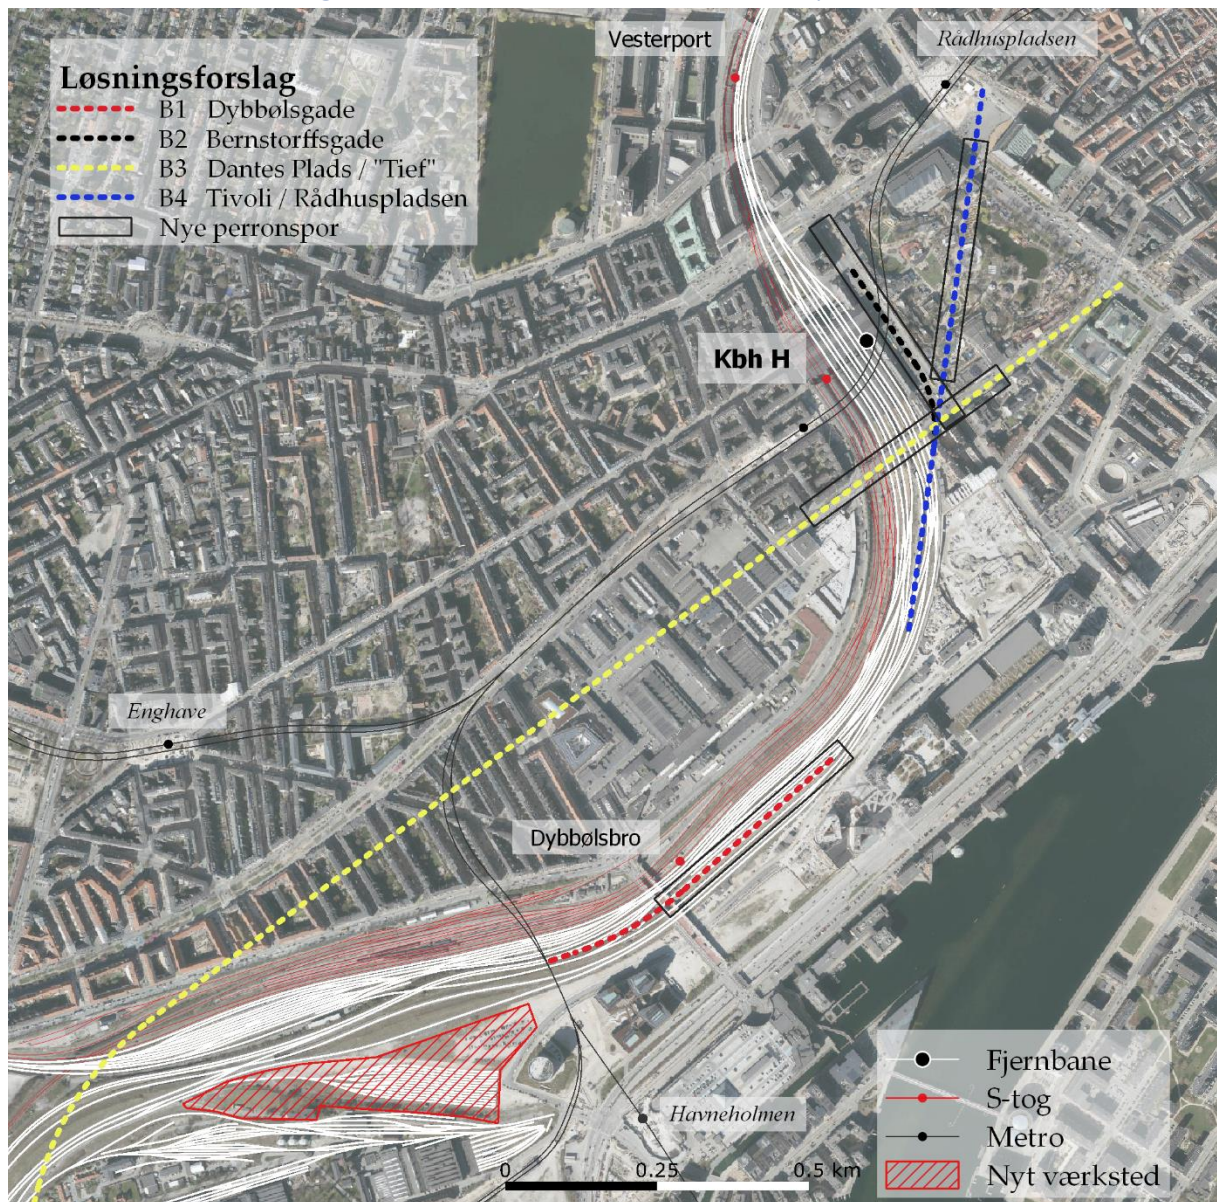 Vesterport
Rådhuspladsen
Løsningsforslag
B1 Dybbølsgade
B2 Bernstorffsgade
B3 Dantes Plads / "Tief"
B4 Tivoli / Rådhuspladsen
Nye perronspor
Kbh H
Enghave
Dybbølsbro
Havneholmen
Fjernbane
S-tog
Metro
Nyt værksted
0 0.25 0.5 km